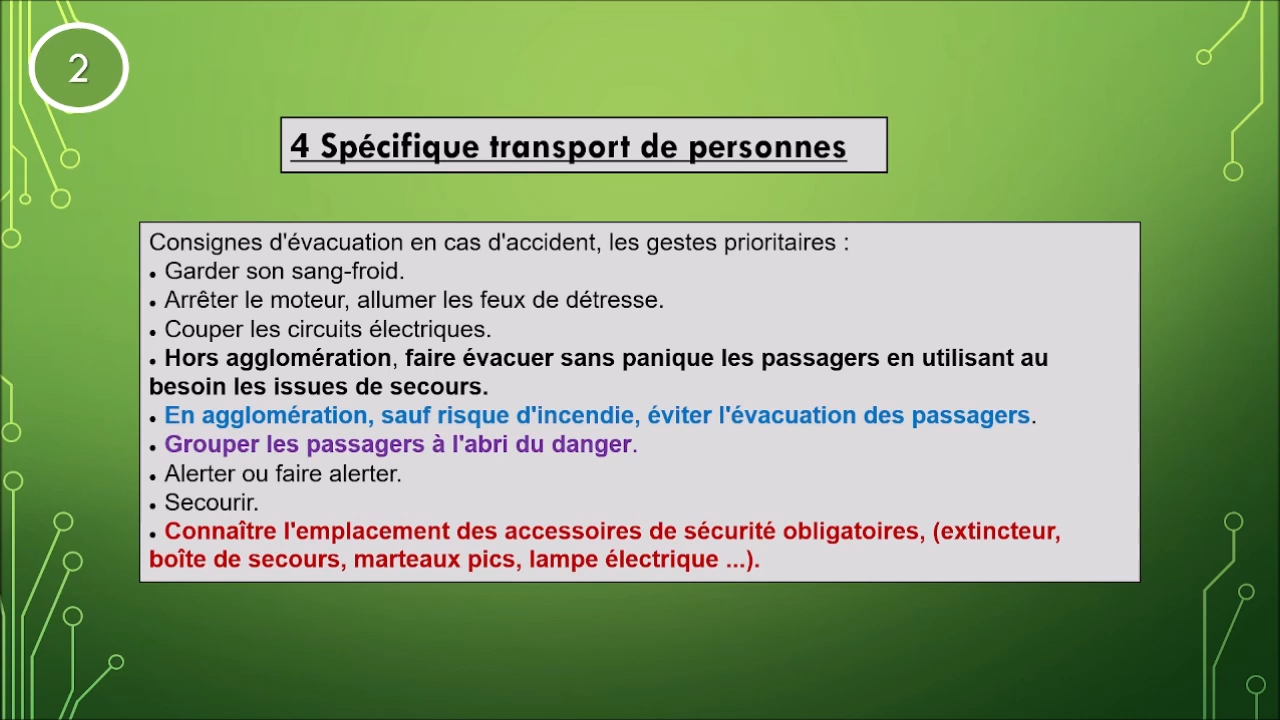 2
4 Spécifique transport de personnes
Consignes d'évacuation en cas d'accident, les gestes prioritaires :
• Garder son sang-froid.
• Arrêter le moteur, allumer les feux de détresse.
• Couper les circuits électriques.
• Hors agglomération, faire évacuer sans panique les passagers en utilisant au
besoin les issues de secours.
• En agglomération, sauf risque d'incendie, éviter l'évacuation des passagers.
• Grouper les passagers à l'abri du danger.
• Alerter ou faire alerter.
• Secourir.
• Connaître l'emplacement des accessoires de sécurité obligatoires, (extincteur,
boîte de secours, marteaux pics, lampe électrique ...).